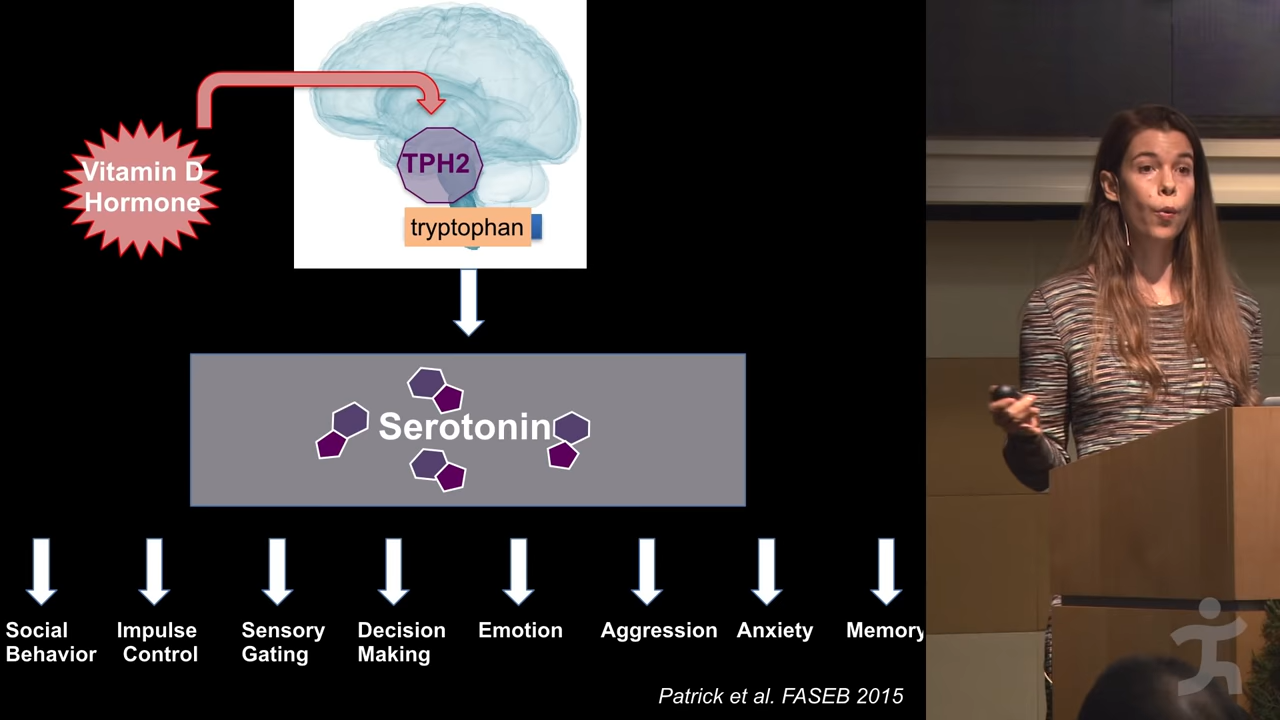 Vitamin D
Hormone
TPH2
tryptophan
Serotonin
Social
Behavior
Impulse
Control
Sensory
Gating
Decision
Making
Emotion
Aggression
Anxiety
Memory
Patrick et al. FASEB 2015